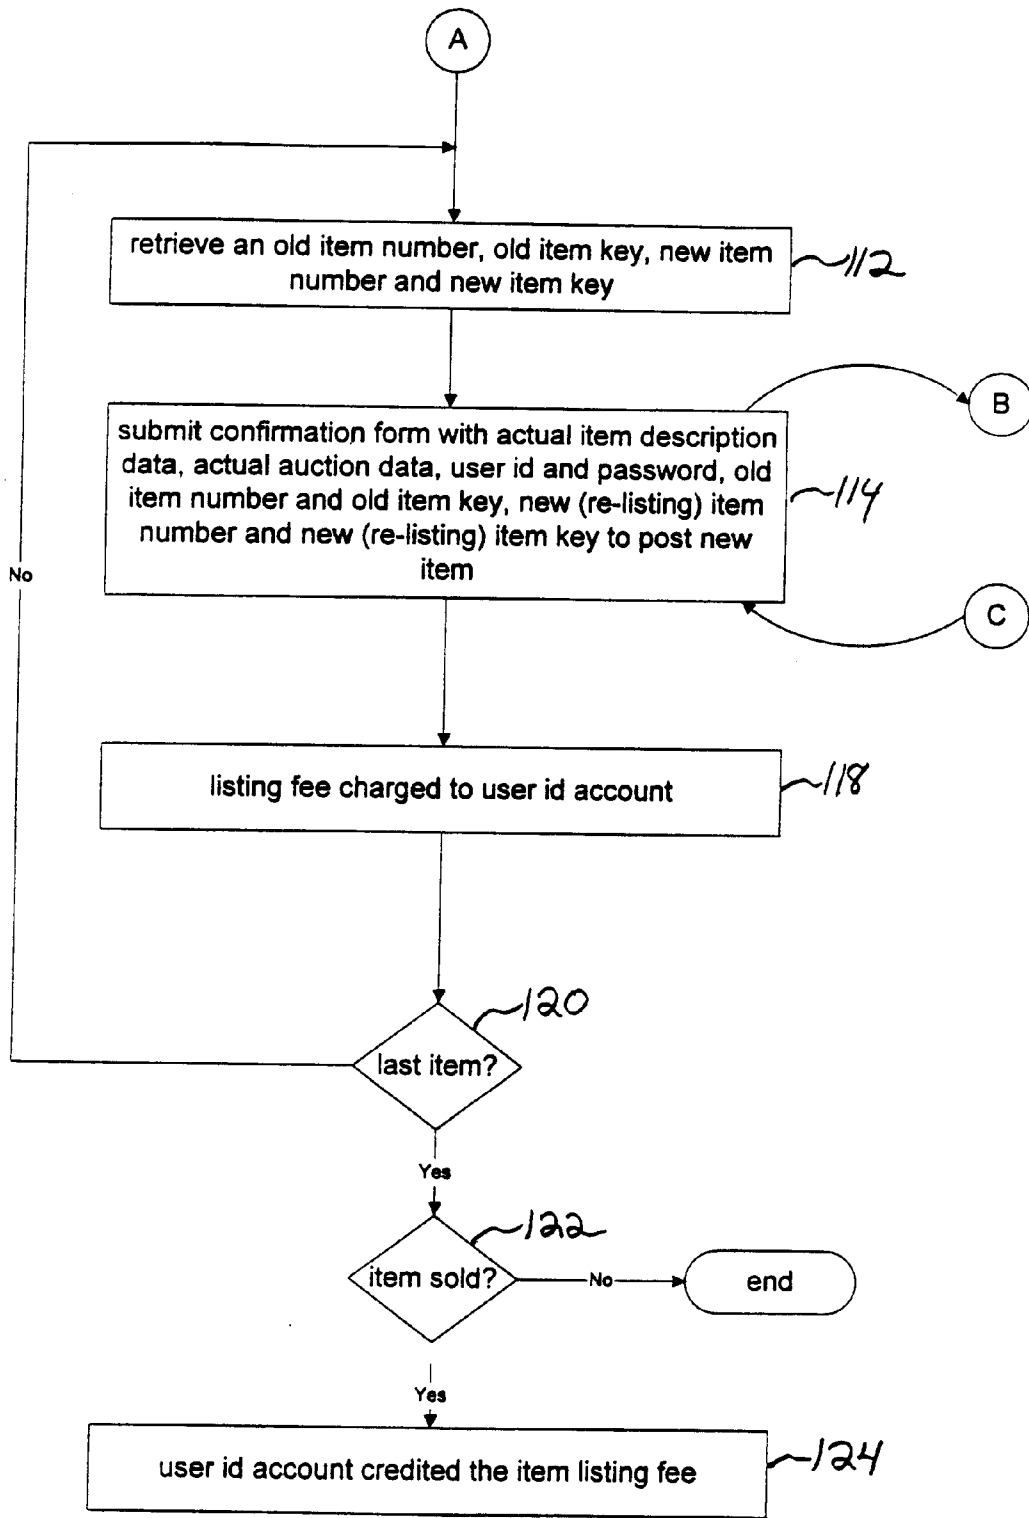 A
retrieve an old item number, old item key, new item
number and new item key
112
B
submit confirmation form with actual item description
data, actual auction data, user id and password, old
item number and old item key, new (re-listing) item
number and new (re-listing) item key to post new
item
114
No
C
listing fee charged to user id account
118
120
last item?
Yes
122
item sold?
No
end
Yes
user id account credited the item listing fee
124